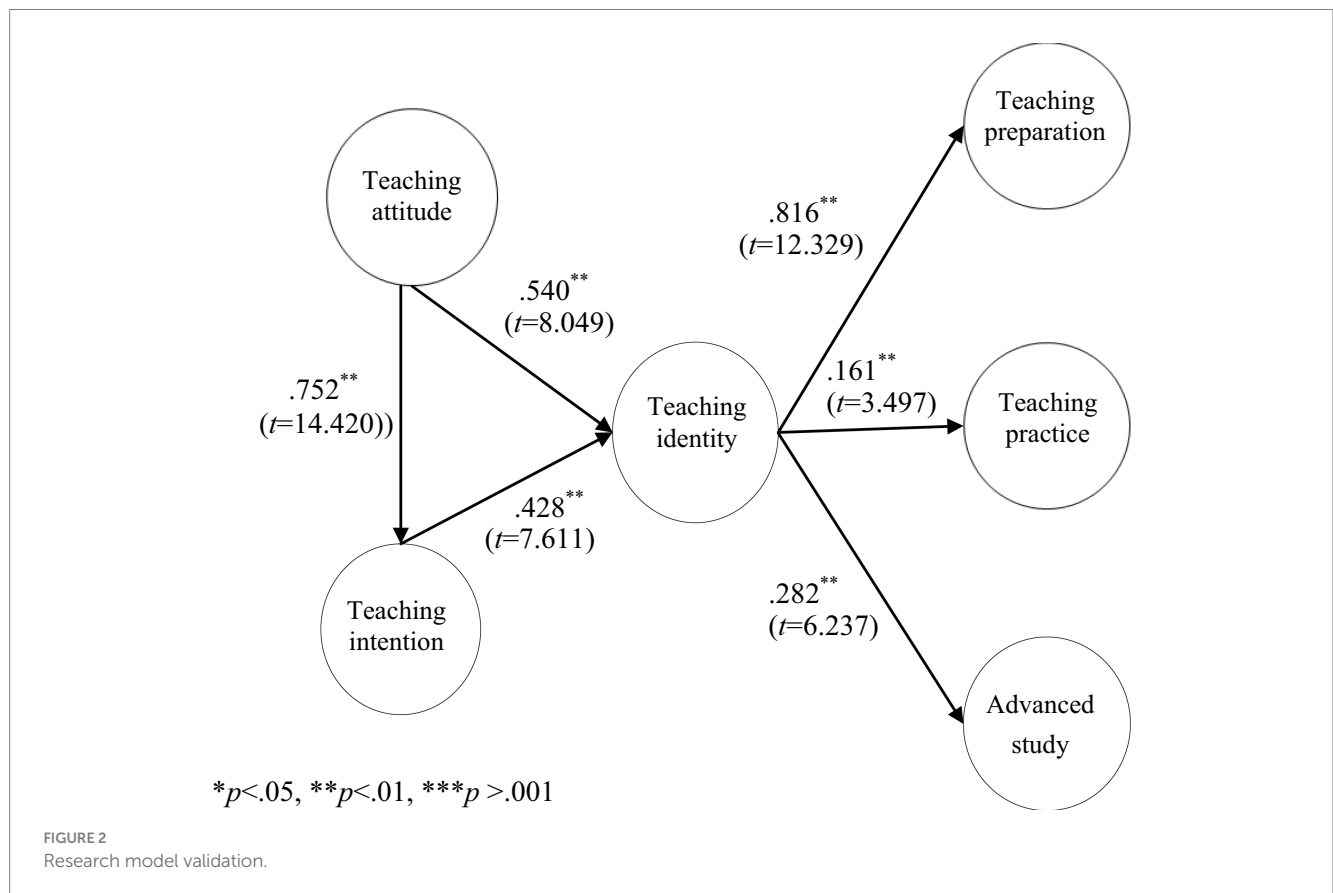 Teaching
preparation
Teaching
attitude
.816**
(t=12.329)
.540**
(t=8.049)
.752**
(t=14.420))
.161**
(t=3.497)
Teaching
identity
Teaching
practice
.428**
(t=7.611)
.282**
(t=6.237)
Teaching
intention
Advanced
study
*p<.05, **p<.01, ***p >.001
FIGURE 2
Research model validation.